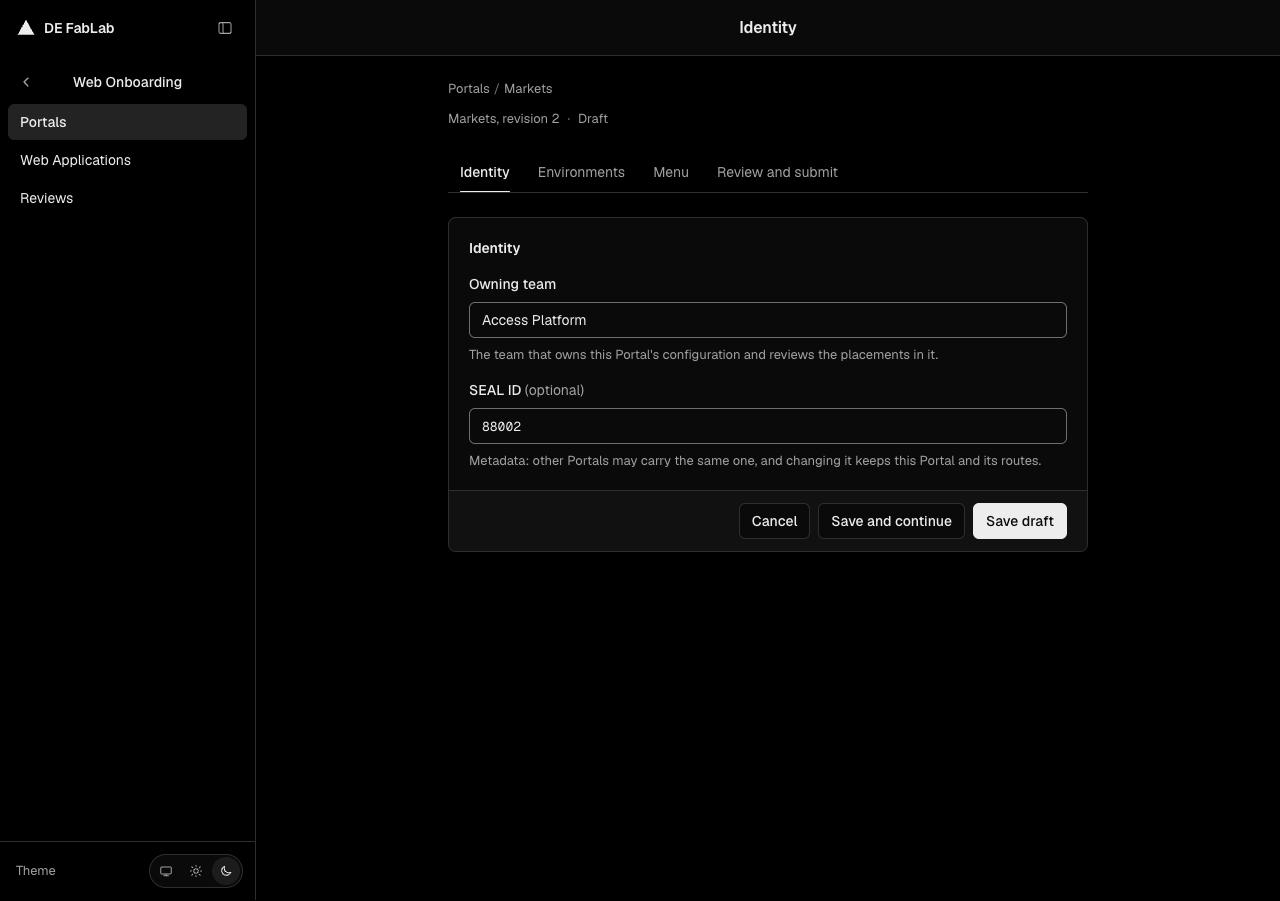 DE FabLab
Identity
Web Onboarding
Portals
Web Applications
Reviews
Portals / Markets
Markets, revision 2 · Draft
Identity Environments Menu Review and submit
Identity
Owning team
Access Platform
The team that owns this Portal's configuration and reviews the placements in it.
SEAL ID (optional)
88002
Metadata: other Portals may carry the same one, and changing it keeps this Portal and its routes.
Cancel Save and continue Save draft
Theme